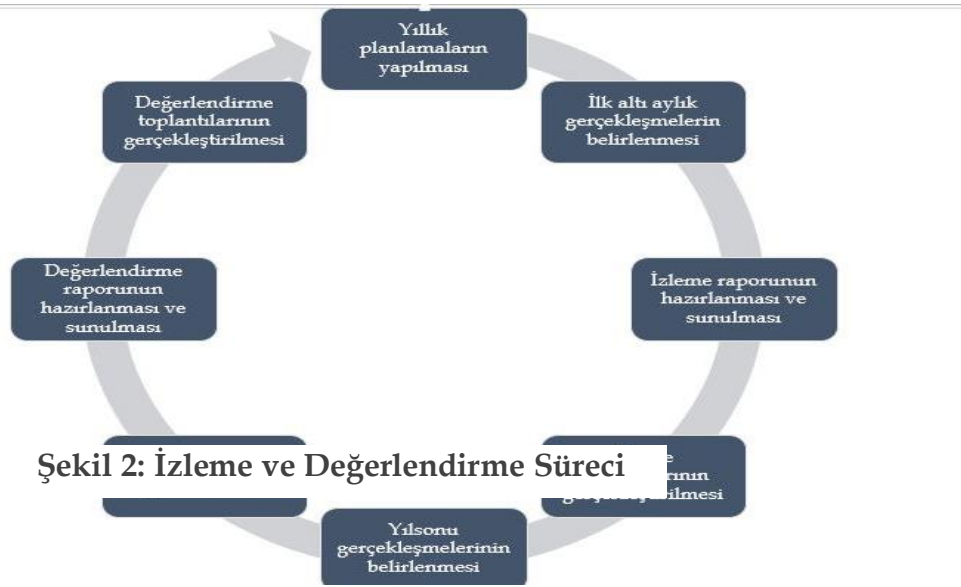 Yıllık
planlamaların
yapılması
İlk altı aylık
gerçekleşmelerin
belirlenmesi
İzleme raporunun
hazırlanması ve
sunulması
Yılsonu
gerçekleşmelerinin
belirlenmesi
Değerlendirme
raporunun
hazırlanması ve
sunulması
Değerlendirme
toplantılarının
gerçekleştirilmesi
Şekil 2: İzleme ve Değerlendirme Süreci